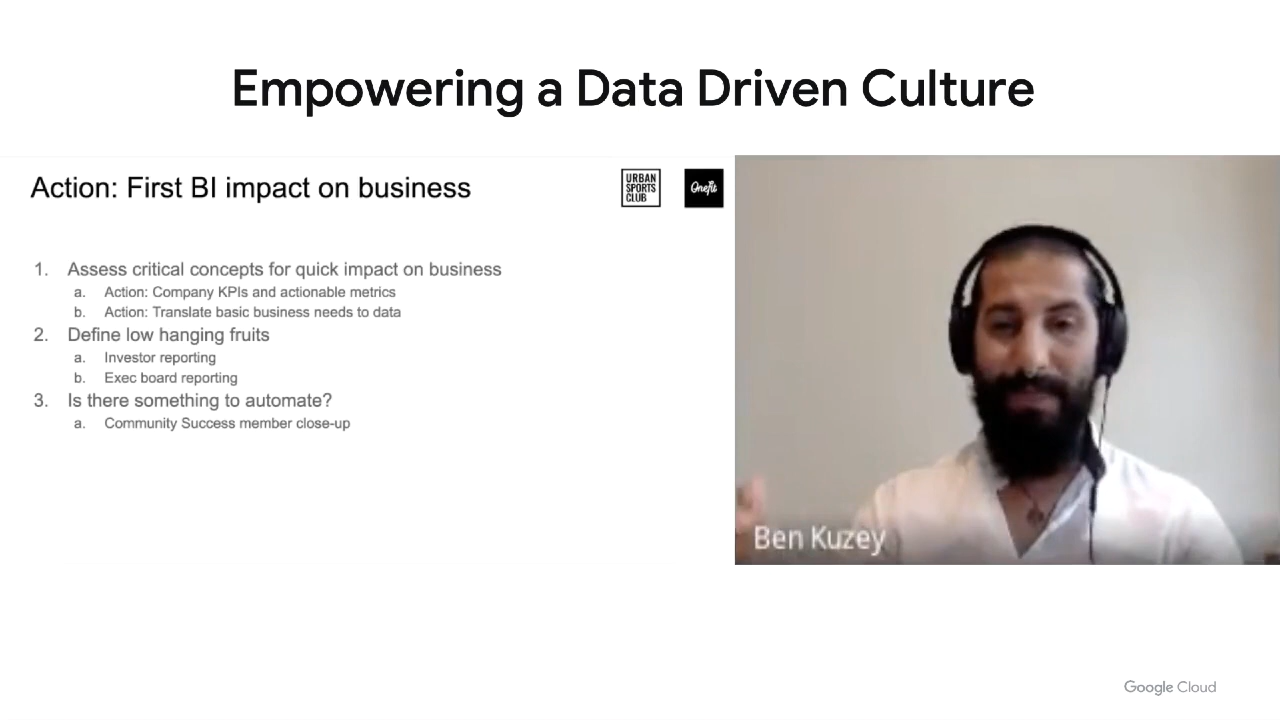 Empowering a Data Driven Culture
Action: First BI impact on business
URBAN
SPORTS
CLUB
Onefit
1. Assess critical concepts for quick impact on business
a. Action: Company KPIs and actionable metrics
b. Action: Translate basic business needs to data
2. Define low hanging fruits
a. Investor reporting
b. Exec board reporting
3. Is there something to automate?
a. Community Success member close-up
Ben Kuzey
Google Cloud